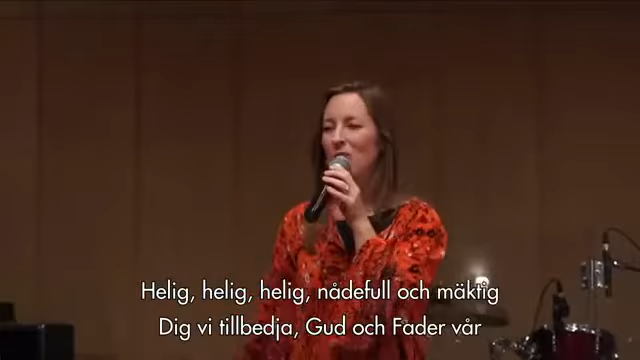 Helig, helig, helig, nådefull och mäktig
Dig vi tillbedja, Gud och Fader vår